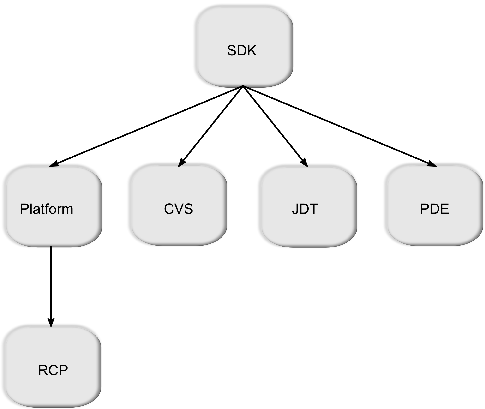 SDK
Platform
CVS
JDT
PDE
RCP